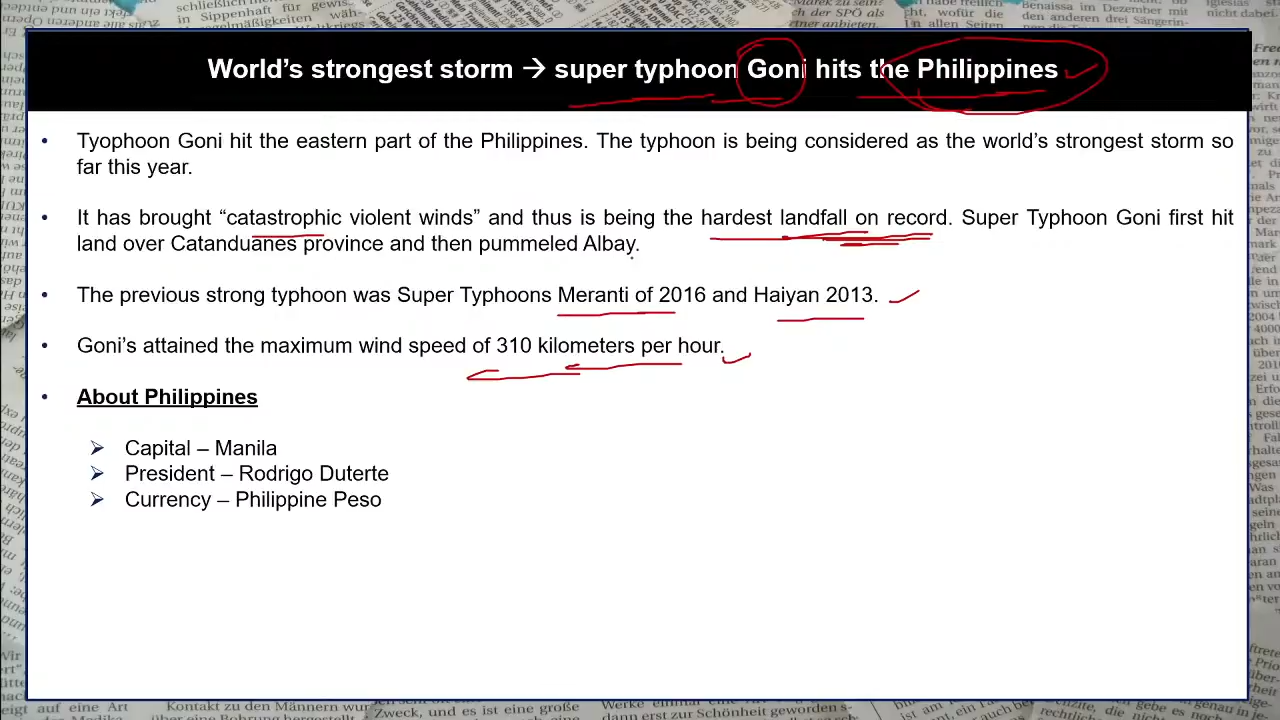 World's strongest storm → super typhoon Goni hits the Philippines
• Tyophoon Goni hit the eastern part of the Philippines. The typhoon is being considered as the world's strongest storm so
far this year.
• It has brought “catastrophic violent winds” and thus is being the hardest landfall on record. Super Typhoon Goni first hit
land over Catanduanes province and then pummeled Albay.
• The previous strong typhoon was Super Typhoons Meranti of 2016 and Haiyan 2013.
• Goni's attained the maximum wind speed of 310 kilometers per hour.
• About Philippines
➢ Capital – Manila
➢ President – Rodrigo Duterte
➢ Currency – Philippine Peso